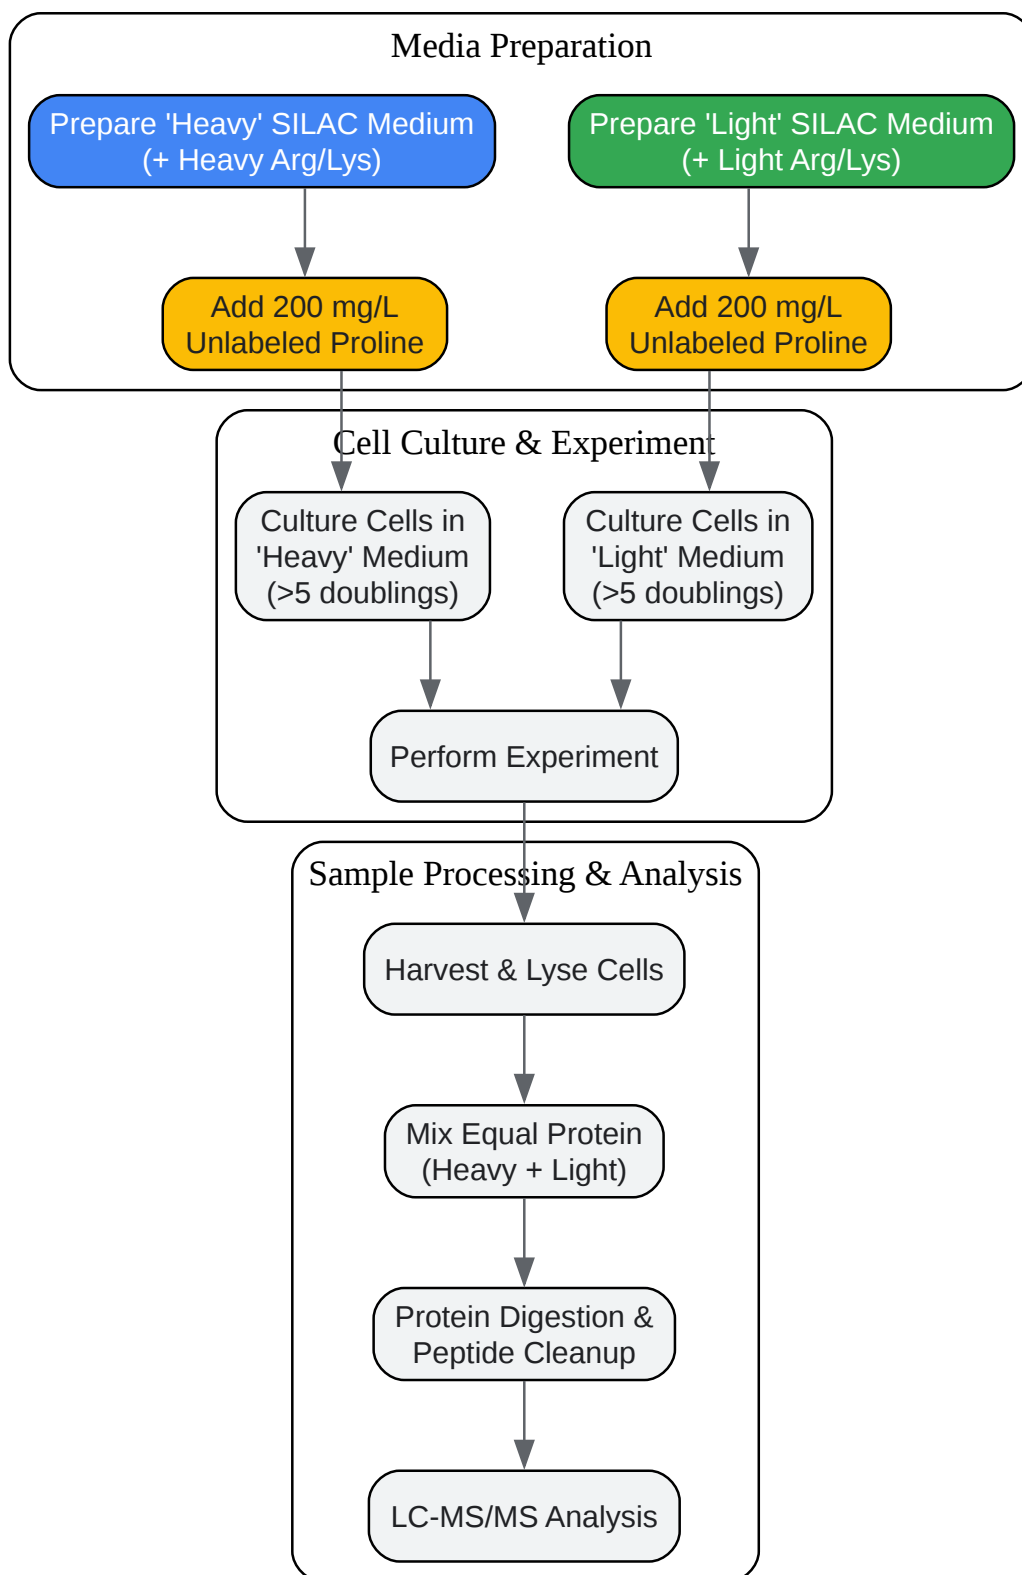 Media Preparation
Prepare 'Heavy' SILAC Medium
(+ Heavy Arg/Lys)
Prepare 'Light' SILAC Medium
(+ Light Arg/Lys)
Add 200 mg/L
Unlabeled Proline
Add 200 mg/L
Unlabeled Proline
Cell Culture & Experiment
Culture Cells in
'Heavy' Medium
(>5 doublings)
Culture Cells in
'Light' Medium
(>5 doublings)
Perform Experiment
Sample Processing & Analysis
Harvest & Lyse Cells
Mix Equal Protein
(Heavy + Light)
Protein Digestion &
Peptide Cleanup
LC-MS/MS Analysis